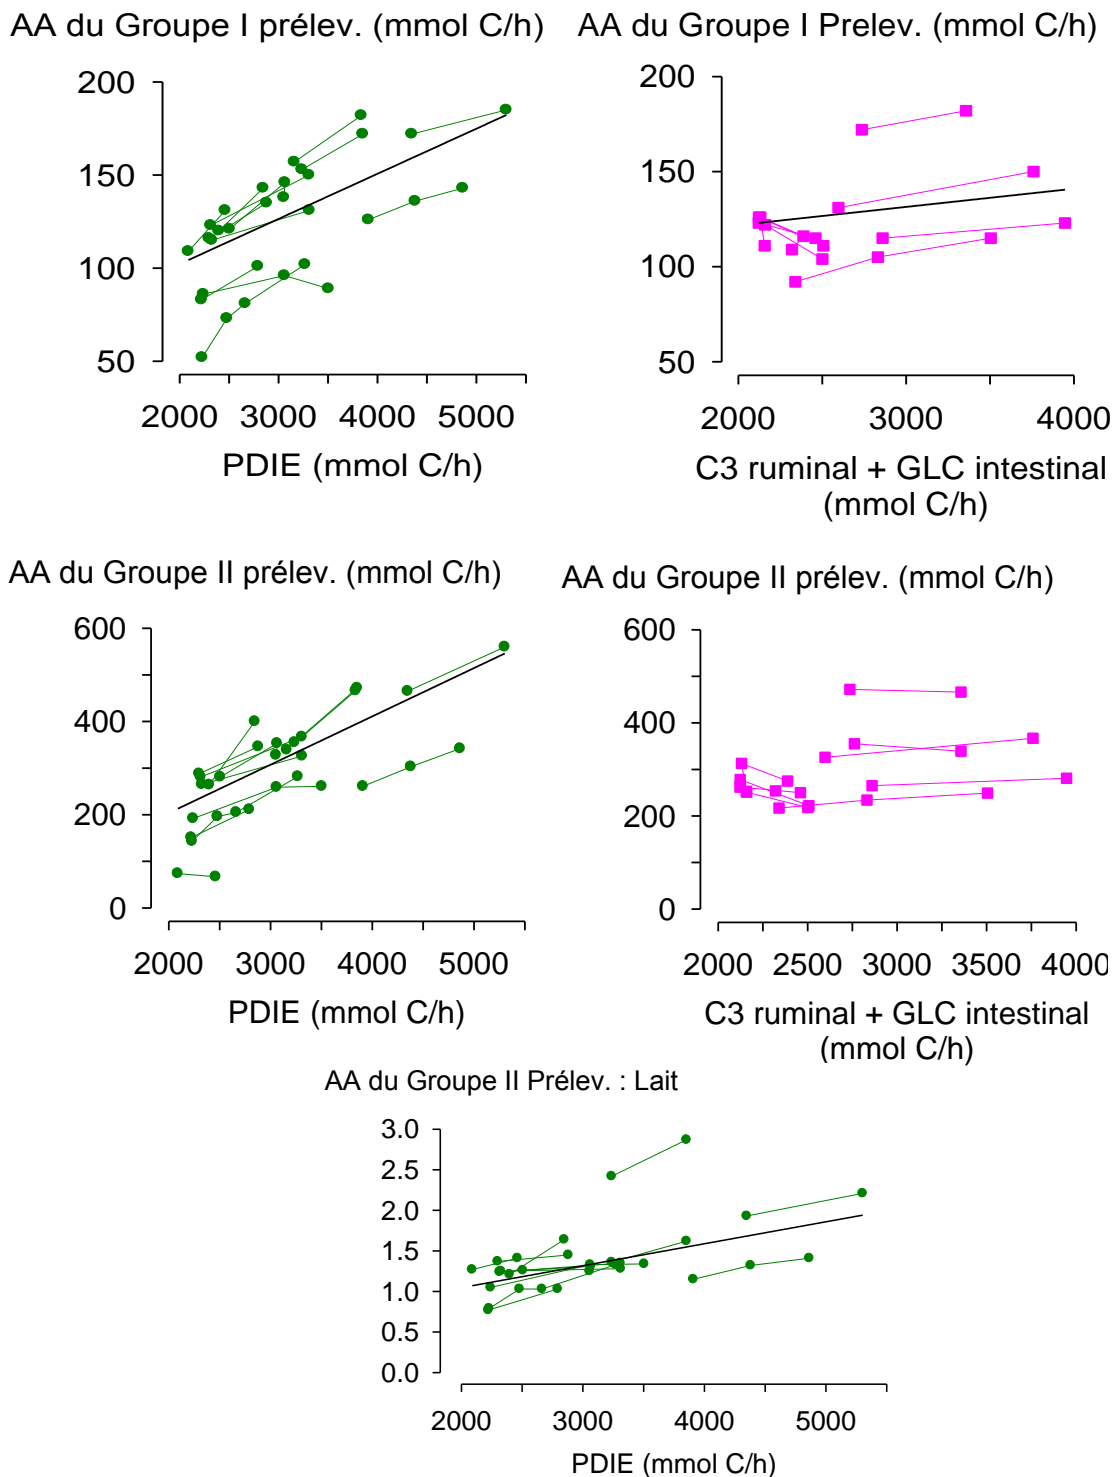 AA du Groupe I prélev. (mmol C/h)
AA du Groupe I Prelev. (mmol C/h)
200
150
100
50
2000 3000 4000 5000
PDIE (mmol C/h)
200
150
100
50
2000 3000 4000
C3 ruminal + GLC intestinal
(mmol C/h)
AA du Groupe II prélev. (mmol C/h)
AA du Groupe II prélev. (mmol C/h)
600
400
200
0
2000 3000 4000 5000
PDIE (mmol C/h)
600
400
200
0
2000 2500 3000 3500 4000
C3 ruminal + GLC intestinal
(mmol C/h)
AA du Groupe II Prélev. : Lait
3.0
2.5
2.0
1.5
1.0
0.5
0.0
2000 3000 4000 5000
PDIE (mmol C/h)